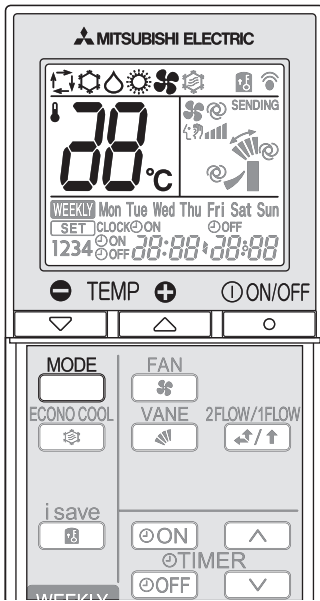 MITSUBISHI ELECTRIC
SENDING
88 °C
WEEKLY Mon Tue Wed Thu Fri Sat Sun
SET CLOCK ON OFF
1234 ON OFF 88:88 88:88
TEMP ON/OFF
MODE FAN
ECONO COOL VANE 2FLOW/1FLOW
i save
ON
TIMER
OFF
WEEKLY